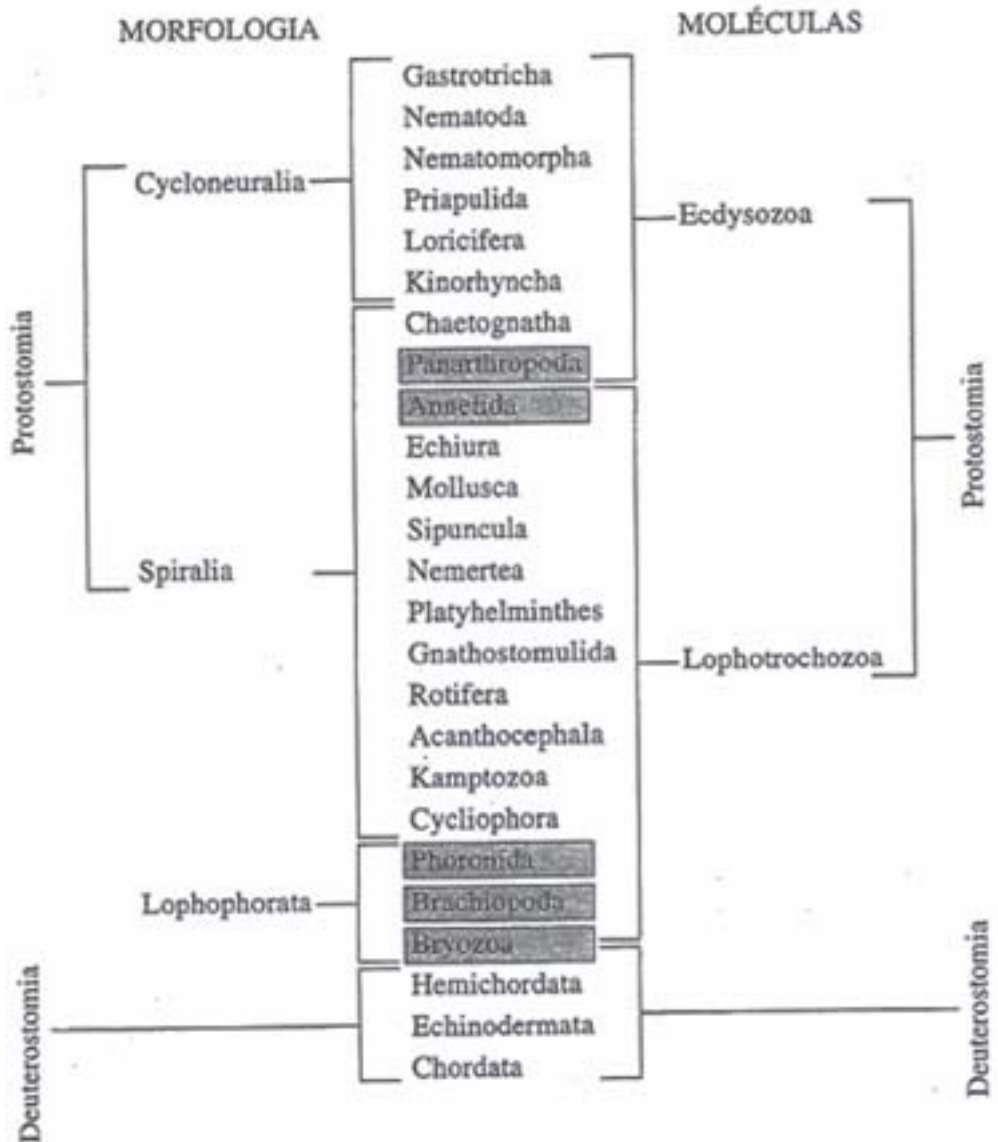 MORFOLOGIA
MOLÉCULAS
Gastrotricha
Nematoda
Nematomorpha
Cycloneuralia
Priapulida
Ecdysozoa
Loricifera
Kinorhyncha
Chaetognatha
Panarthropoda
Protostomia
Annelida
Protostomia
Echiura
Mollusca
Sipuncula
Spiralia
Nemertea
Platyhelminthes
Gnathostomulida
Lophotrochozoa
Rotifera
Acanthocephala
Kamptozoa
Cycliophora
Phoronida
Lophophorata
Brachiopoda
Bryozoa
Hemichordata
Deuterostomia
Echinodermata
Deuterostomia
Chordata